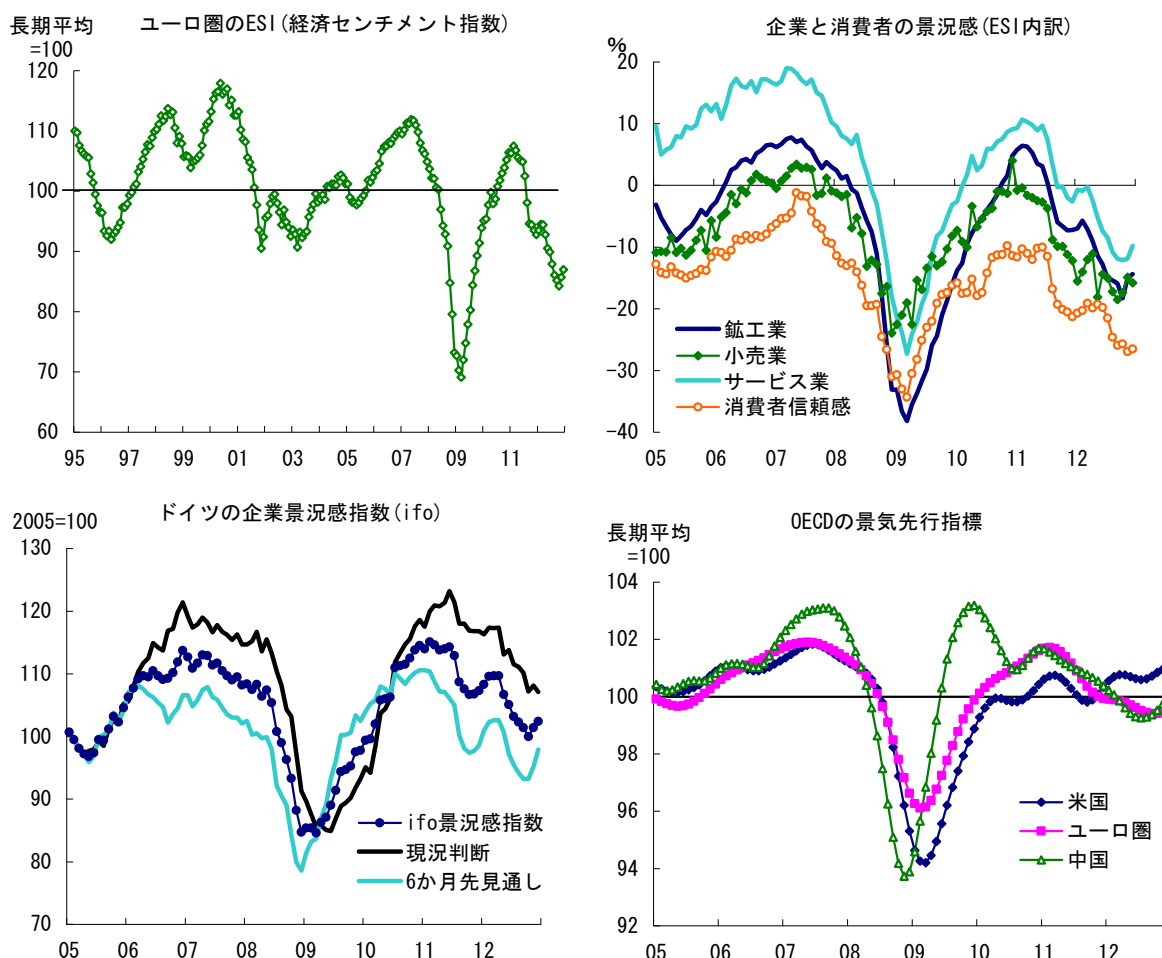 ユーロ圏のESI(経済センチメント指数)
長期平均
=100
120
110
100
90
80
70
60
95 97 99 01 03 05 07 09 11
企業と消費者の景況感(ESI内訳)
%
20
10
0
-10
-20
-30
-40
鉱工業
小売業
サービス業
消費者信頼感
05 06 07 08 09 10 11 12
ドイツの企業景況感指数(ifo)
2005=100
130
120
110
100
90
80
70
ifo景況感指数
現況判断
6か月先見通し
05 06 07 08 09 10 11 12
OECDの景気先行指標
長期平均
=100
104
102
100
98
96
94
92
米国
ユーロ圏
中国
05 06 07 08 09 10 11 12